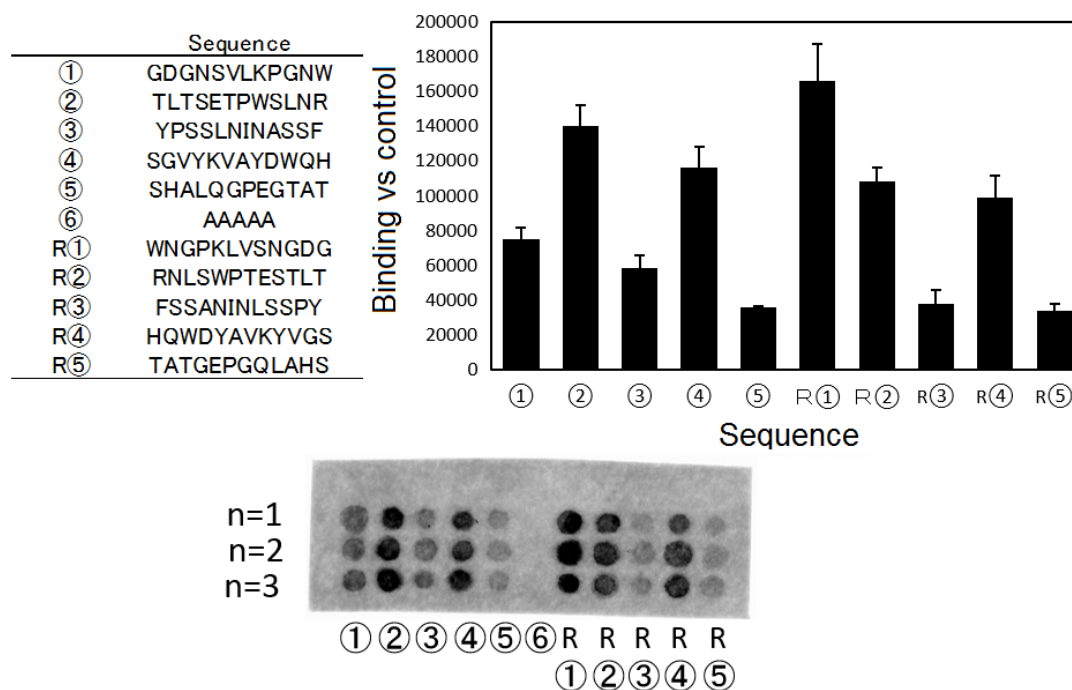 Sequence
① GDGNSVLKPGNW
② TLTSETPWSLNR
③ YPSSLNINASSF
④ SGVYKVAYDWQH
⑤ SHALQGPEGTAT
⑥ AAAAA
R① WNGPKLVSNGDG
R② RNLSWPTESTLT
R③ FSSANINLSSPY
R④ HQWDYAVKYVGS
R⑤ TATGEPGQLAHS
Binding vs control
200000
180000
160000
140000
120000
100000
80000
60000
40000
20000
0
① ② ③ ④ ⑤ R① R② R③ R④ R⑤
Sequence
n=1
n=2
n=3
① ② ③ ④ ⑤ ⑥ R R R R R
① ② ③ ④ ⑤